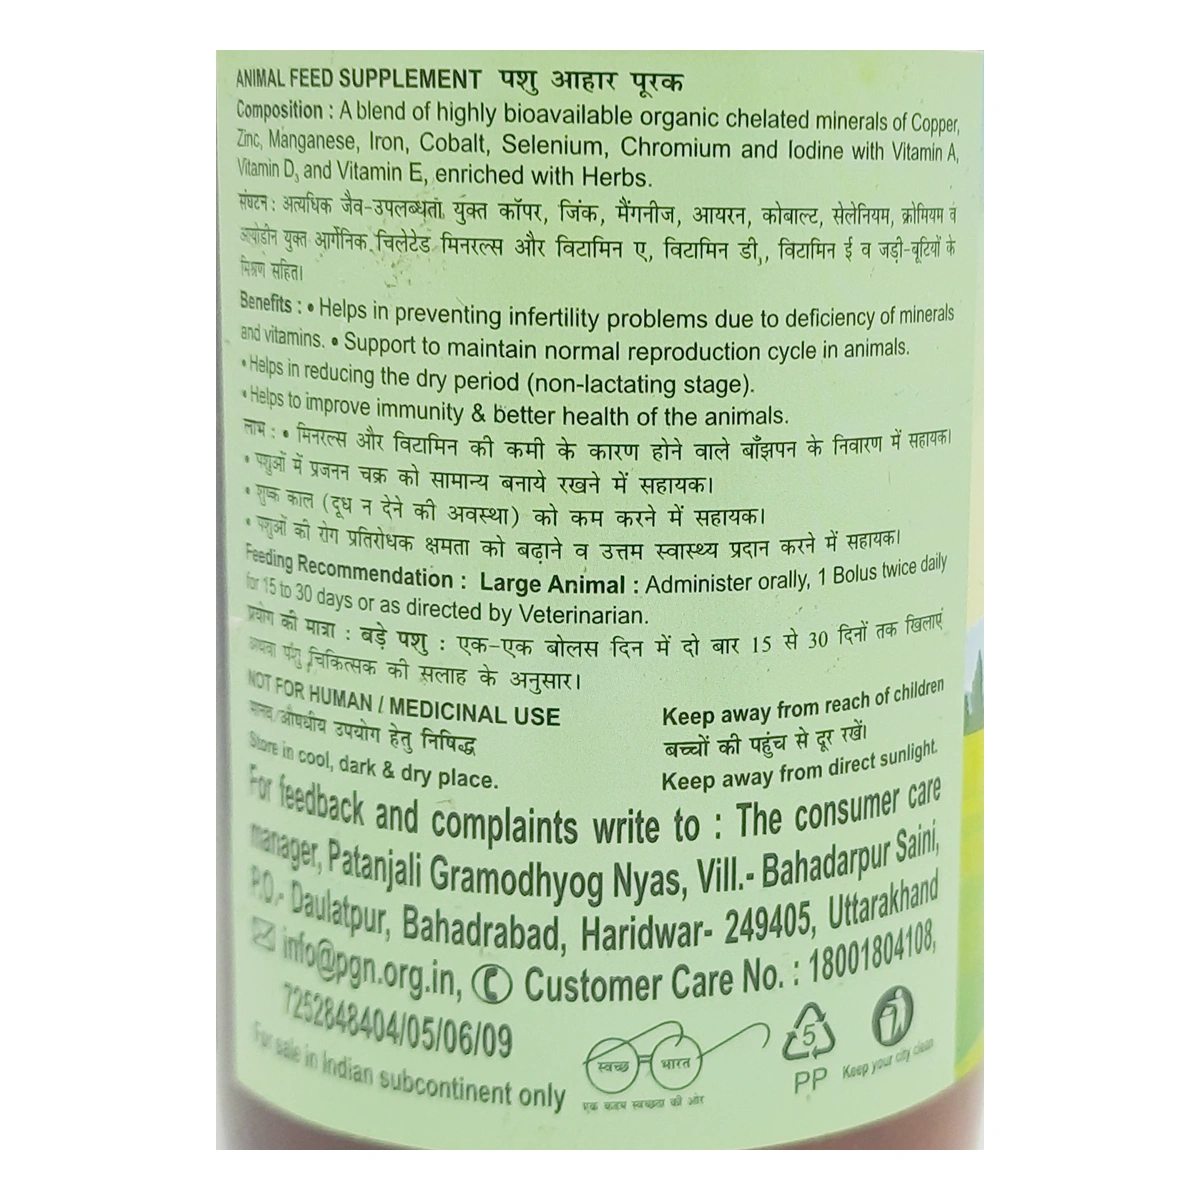 ANIMAL FEED SUPPLEMENT पशु आहार पूरक
Composition : A blend of highly bioavailable organic chelated minerals of Copper,
Zinc, Manganese, Iron, Cobalt, Selenium, Chromium and Iodine with Vitamin A,
Vitamin D₃ and Vitamin E, enriched with Herbs.
संघटन : अत्यधिक जैव-उपलब्धता युक्त कॉपर, जिंक, मैंगनीज, आयरन, कोबाल्ट, सेलेनियम, क्रोमियम व
आयोडीन युक्त आर्गेनिक चिलेटेड मिनरल्स और विटामिन ए, विटामिन डी₃, विटामिन ई व जड़ी-बूटियों के
मिश्रण सहित।
Benefits : • Helps in preventing infertility problems due to deficiency of minerals
and vitamins. • Support to maintain normal reproduction cycle in animals.
• Helps in reducing the dry period (non-lactating stage).
• Helps to improve immunity & better health of the animals.
लाभ : • मिनरल्स और विटामिन की कमी के कारण होने वाले बाँझपन के निवारण में सहायक।
• पशुओं में प्रजनन चक्र को सामान्य बनाये रखने में सहायक।
• शुष्क काल (दूध न देने की अवस्था) को कम करने में सहायक।
• पशुओं की रोग प्रतिरोधक क्षमता को बढ़ाने व उत्तम स्वास्थ्य प्रदान करने में सहायक।
Feeding Recommendation : Large Animal : Administer orally, 1 Bolus twice daily
for 15 to 30 days or as directed by Veterinarian.
प्रयोग की मात्रा : बड़े पशु : एक-एक बोलस दिन में दो बार 15 से 30 दिनों तक खिलाएं
अथवा पशु चिकित्सक की सलाह के अनुसार।
NOT FOR HUMAN / MEDICINAL USE
मानव/औषधीय उपयोग हेतु निषिद्ध
Store in cool, dark & dry place.
Keep away from reach of children
बच्चों की पहुंच से दूर रखें।
Keep away from direct sunlight.
For feedback and complaints write to : The consumer care
manager, Patanjali Gramodhyog Nyas, Vill.- Bahadarpur Saini,
P.O.- Daulatpur, Bahadrabad, Haridwar- 249405, Uttarakhand
info@pgn.org.in, Customer Care No. : 18001804108,
7252848404/05/06/09
For sale in Indian subcontinent only
स्वच्छ भारत
एक कदम स्वच्छता की ओर
5
PP
Keep your city clean